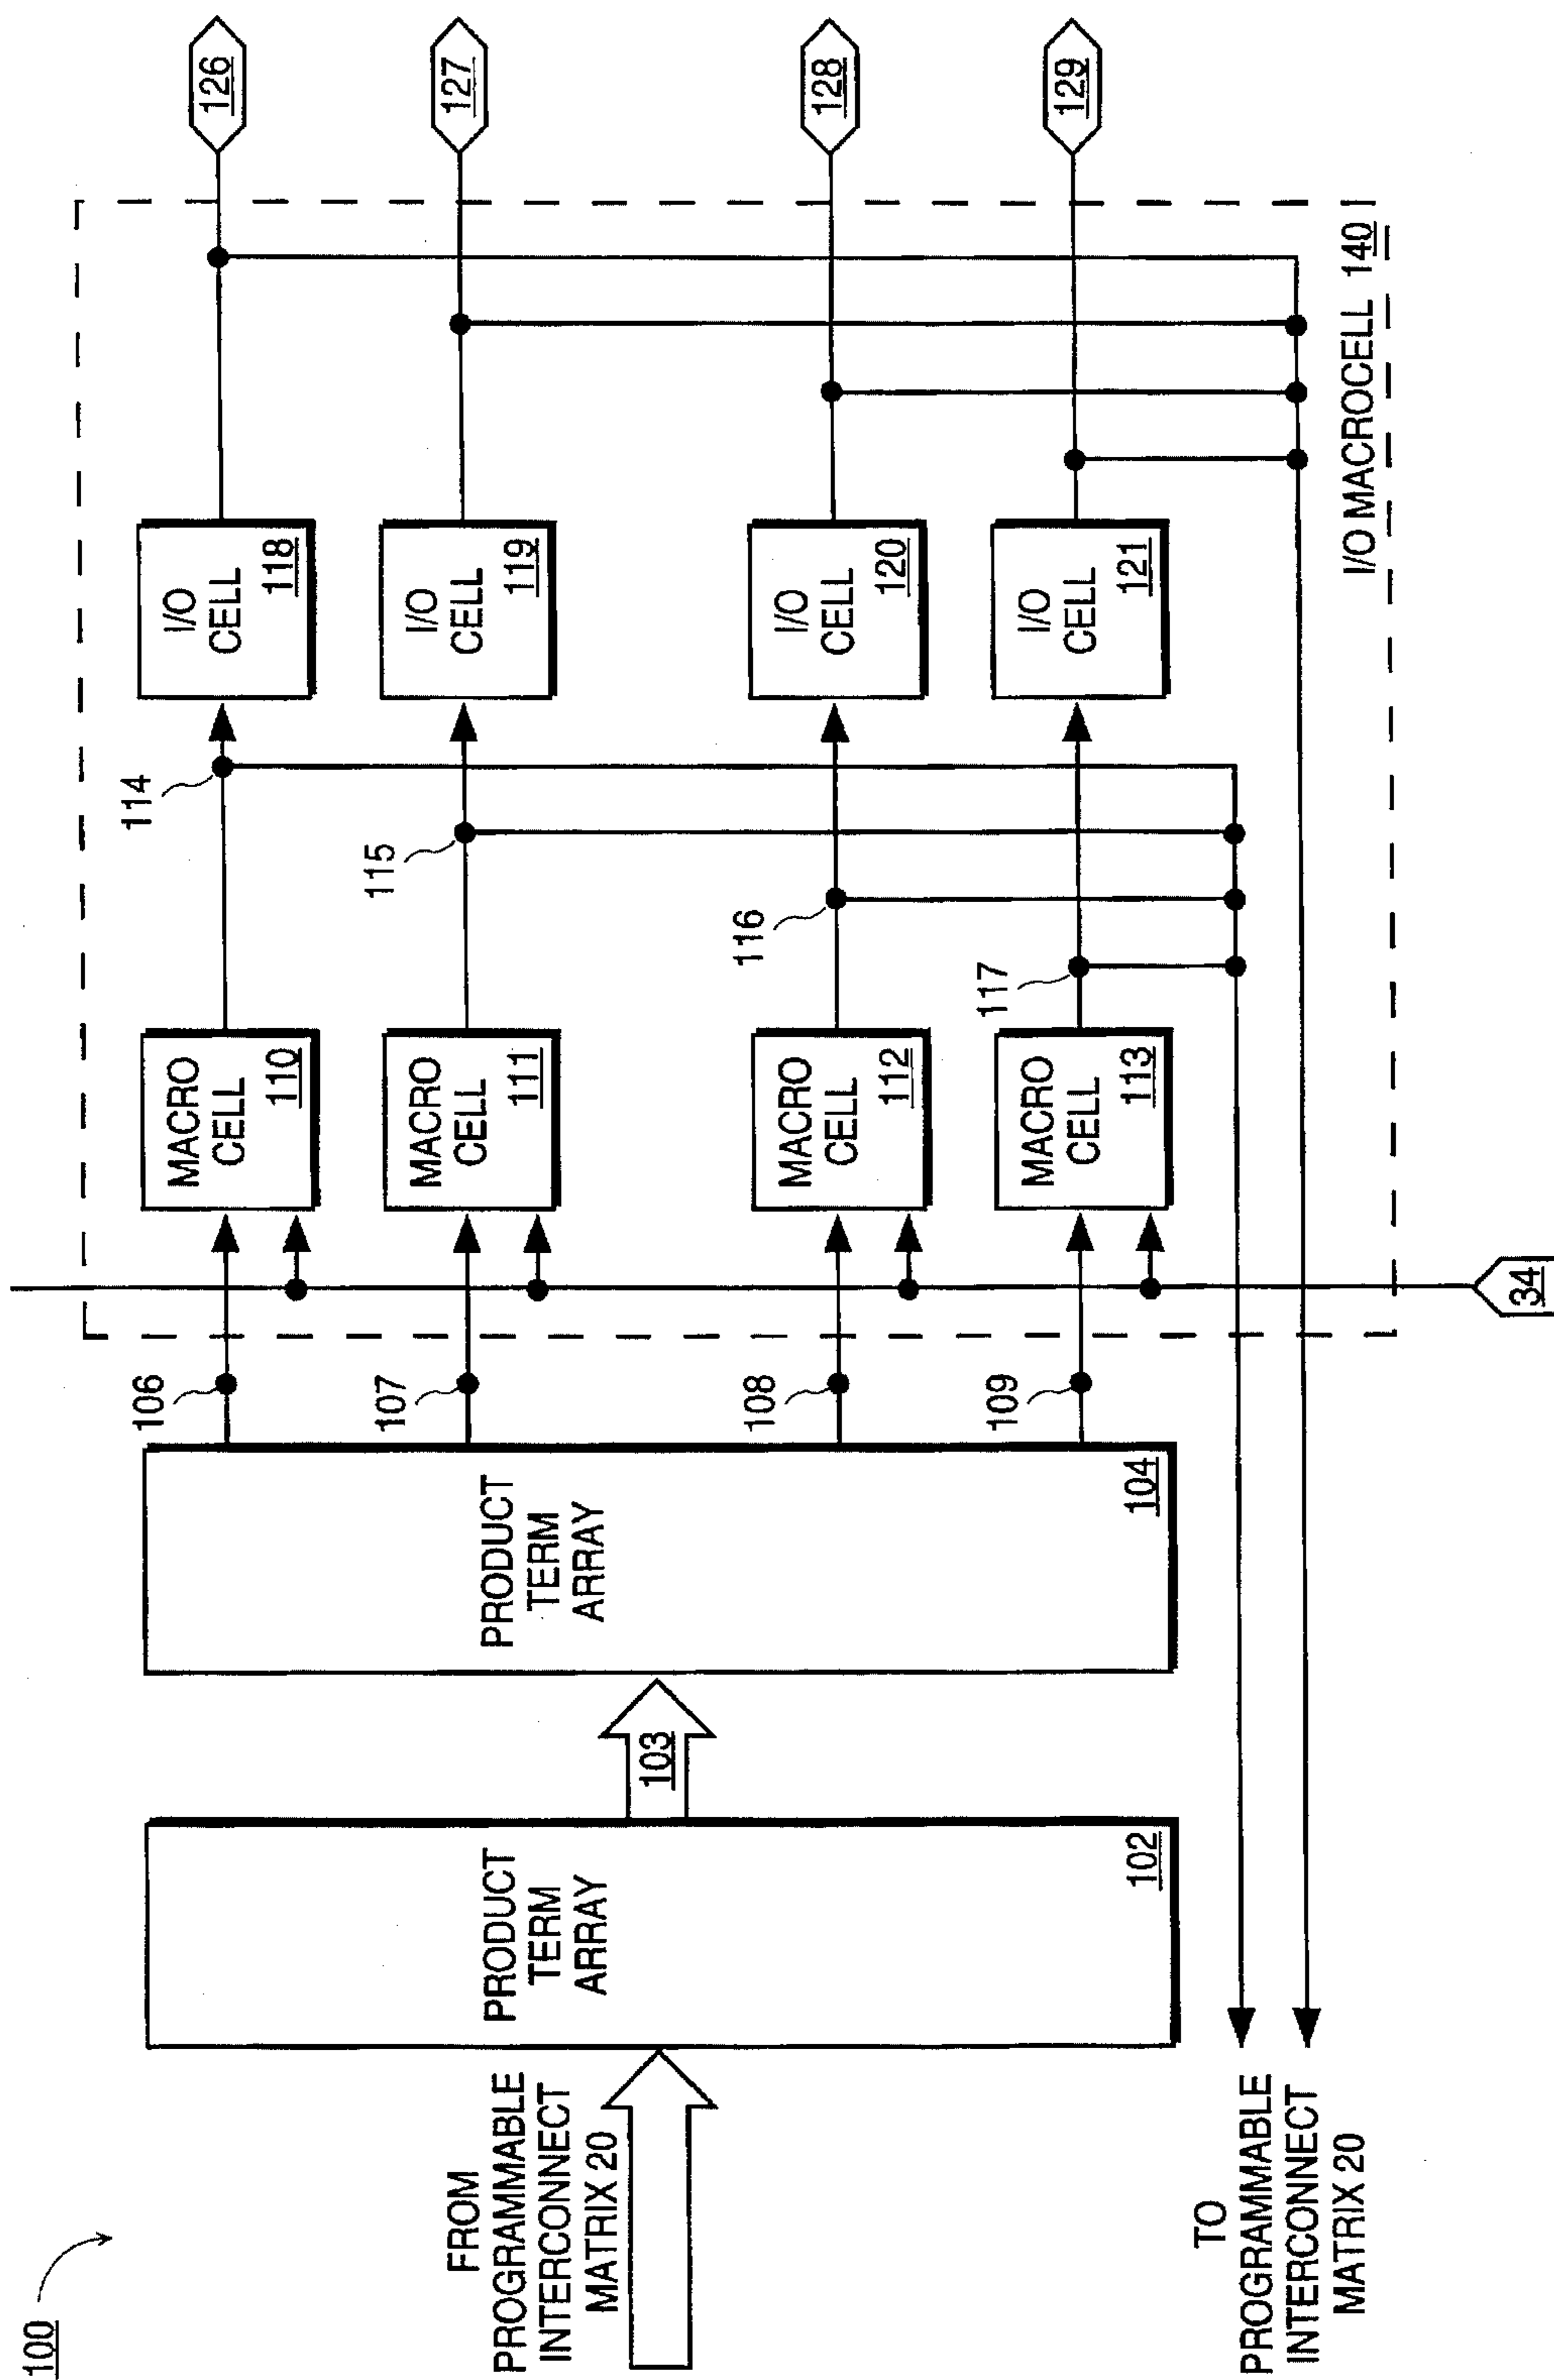 100
FROM
PROGRAMMABLE
INTERCONNECT
MATRIX 20
PRODUCT
TERM
ARRAY
102
103
PRODUCT
TERM
ARRAY
104
106
107
108
109
MACRO
CELL
110
MACRO
CELL
111
MACRO
CELL
112
MACRO
CELL
113
114
115
116
117
I/O
CELL
118
I/O
CELL
119
I/O
CELL
120
I/O
CELL
121
126
127
128
129
I/O MACROCELL 140
34
TO
PROGRAMMABLE
INTERCONNECT
MATRIX 20